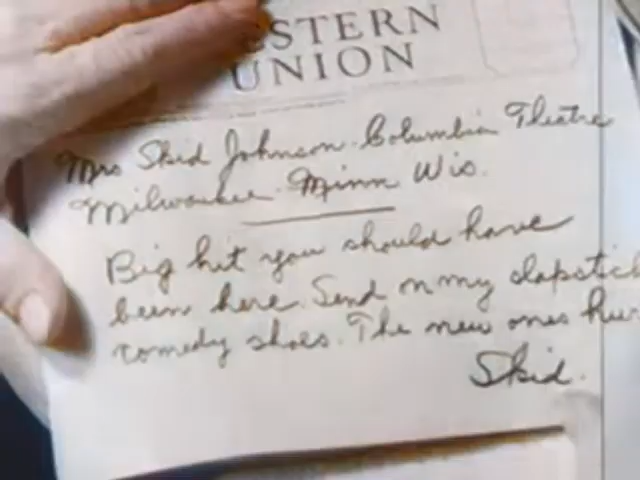 STERN
UNION
Mrs Skid Johnson. Columbia Theatre
Milwaukee. Minn Wis.
Big hit you should have
been here. Send on my slapstick
comedy shoes. The new ones hur
Skid.